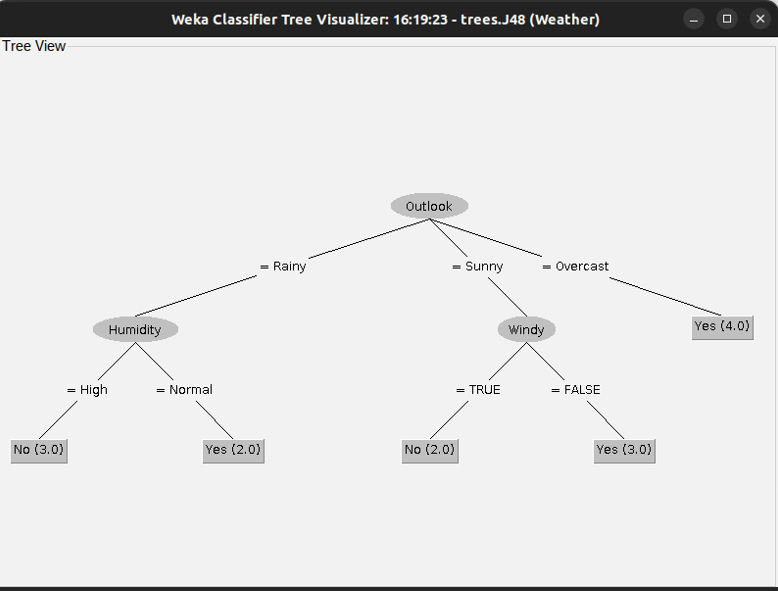 Weka Classifier Tree Visualizer: 16:19:23 - trees.J48 (Weather)
Tree View
Outlook
= Rainy
= Sunny
= Overcast
Humidity
Windy
Yes (4.0)
= High
= Normal
= TRUE
= FALSE
No (3.0)
Yes (2.0)
No (2.0)
Yes (3.0)